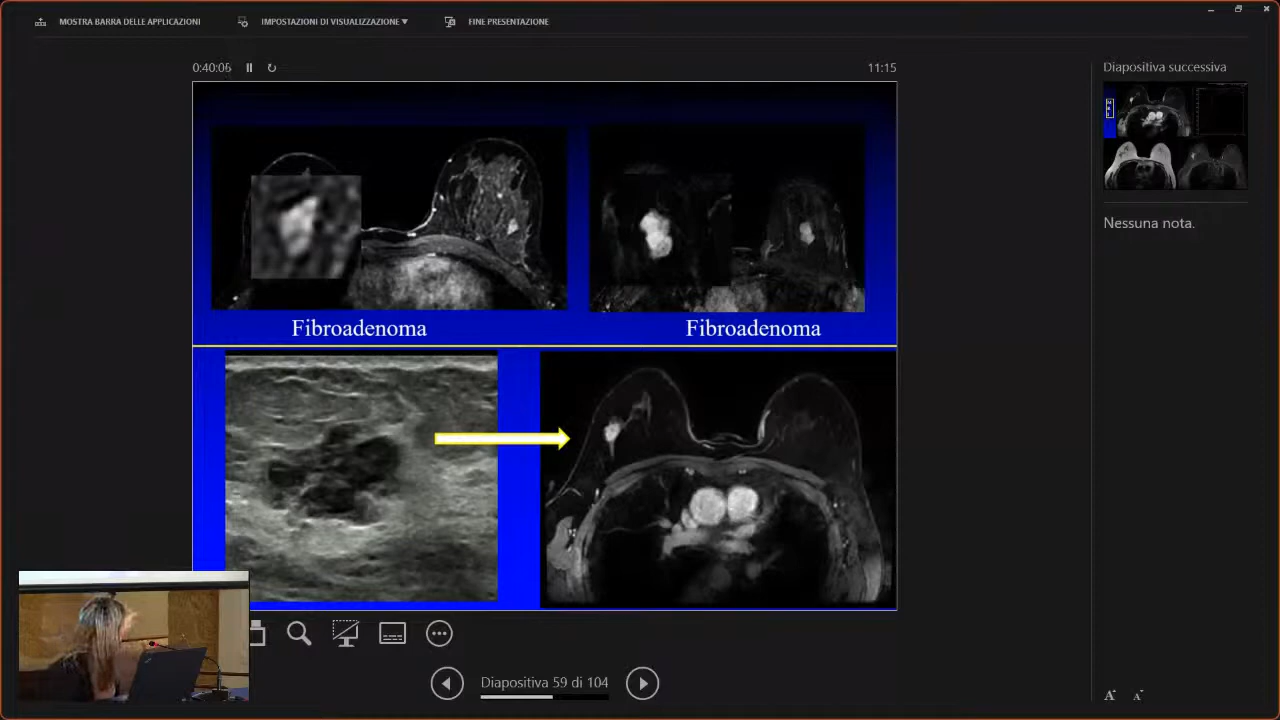 MOSTRA BARRA DELLE APPLICAZIONI
IMPOSTAZIONI DI VISUALIZZAZIONE ▼
FINE PRESENTAZIONE
0:40:05
11:15
Diapositiva successiva
Nessuna nota.
Fibroadenoma
Fibroadenoma
Diapositiva 59 di 104
A
A